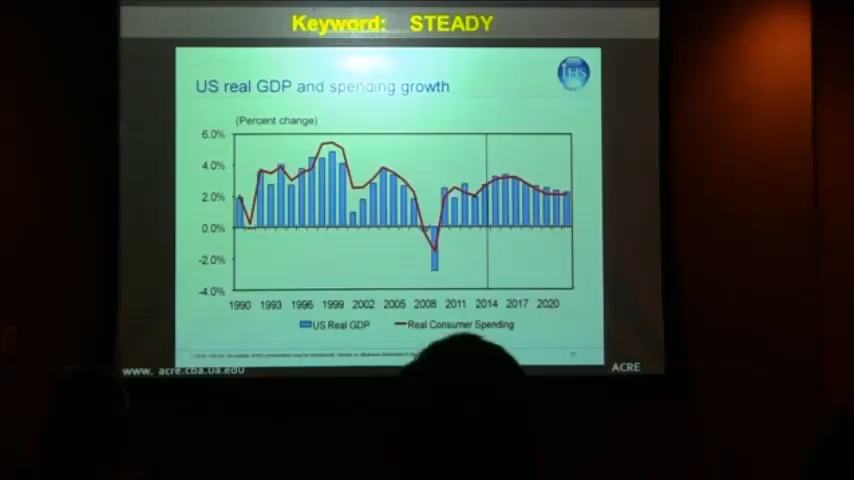 Keyword: STEADY
US real GDP and spending growth
IHS
(Percent change)
6.0%
4.0%
2.0%
0.0%
-2.0%
-4.0%
1990 1993 1996 1999 2002 2005 2008 2011 2014 2017 2020
US Real GDP Real Consumer Spending
www. acre.cba.ua.edu ACRE